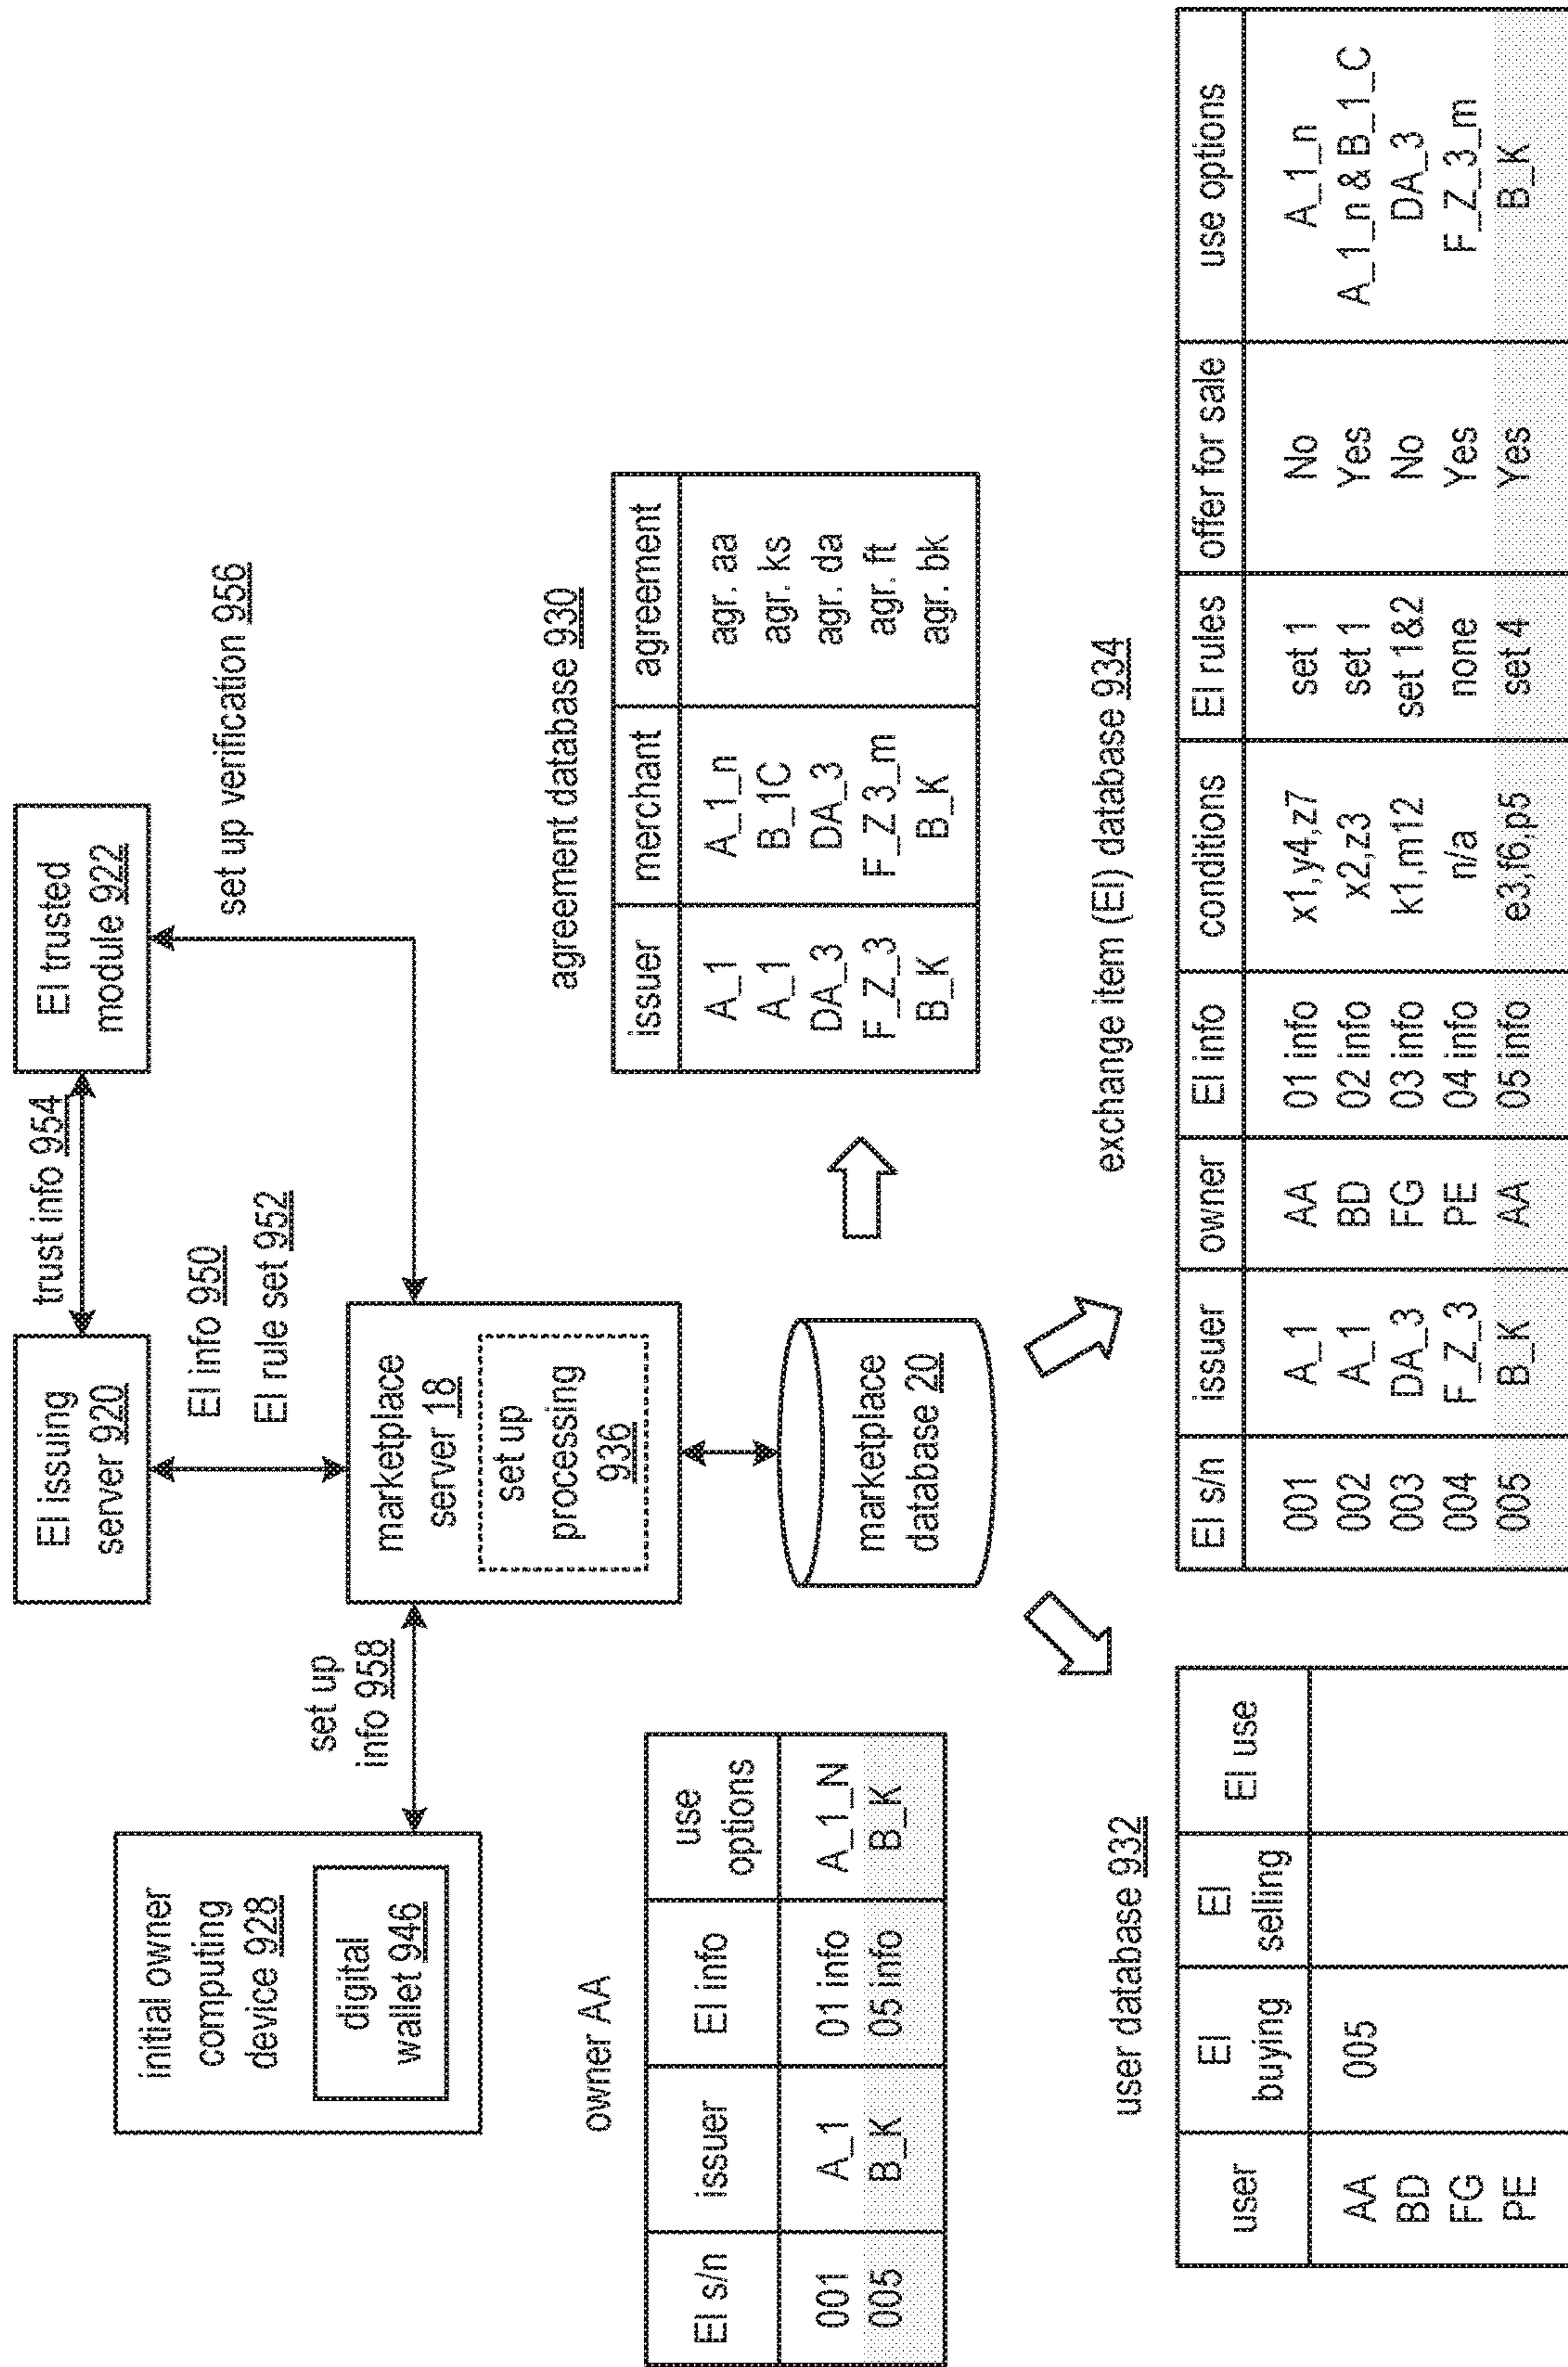 EI issuing
server 920
trust info 954
EI trusted
module 922
EI info 950
EI rule set 952
set up verification 956
initial owner
computing
device 928
digital
wallet 946
set up
info 958
marketplace
server 18
set up
processing
936
marketplace
database 20
agreement database 930
issuer merchant agreement
A_1 A_1_n agr. aa
A_1 B_1C agr. ks
DA_3 DA_3 agr. da
F_Z_3 F_Z 3_m agr. ft
B_K B_K agr. bk
owner AA
EI s/n issuer EI info use
options
001 A_1 01 info A_1_N
005 B_K 05 info B_K
user database 932
user EI
buying EI
selling EI use
AA 005
BD
FG
PE
exchange item (EI) database 934
EI s/n issuer owner EI info conditions EI rules offer for sale use options
001 A_1 AA 01 info x1,y4,z7 set 1 No A_1_n
002 A_1 BD 02 info x2,z3 set 1 Yes A_1_n & B_1_C
003 DA_3 FG 03 info k1,m12 set 1&2 No DA_3
004 F_Z_3 PE 04 info n/a none Yes F_Z_3_m
005 B_K AA 05 info e3,f6,p5 set 4 Yes B_K